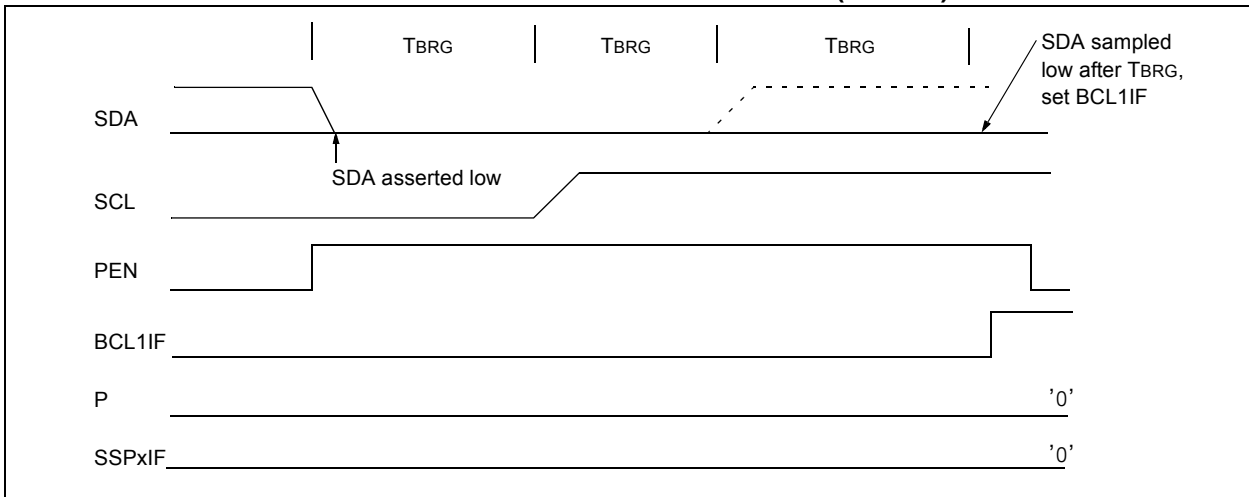 TBRG TBRG TBRG
SDA sampled
low after TBRG,
set BCL1IF
SDA
SDA asserted low
SCL
PEN
BCL1IF
P
'0'
SSPxIF
'0'